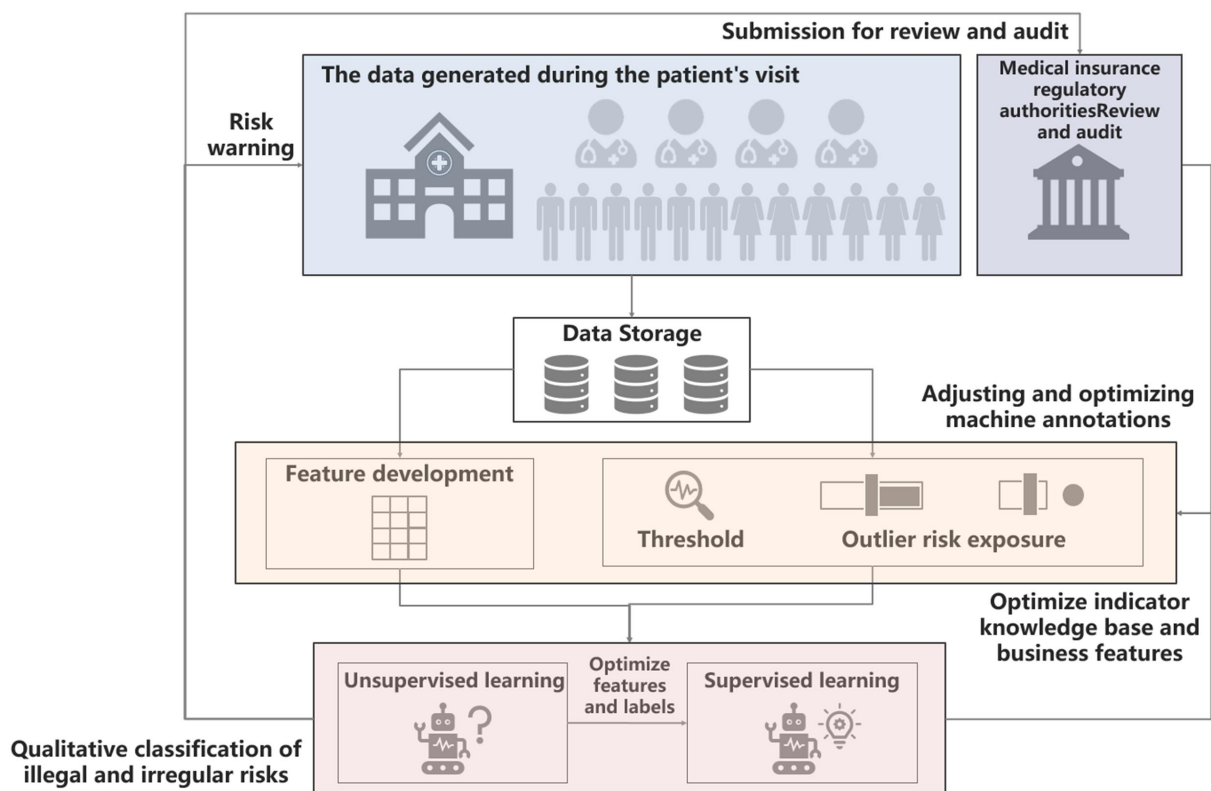 Submission for review and audit
The data generated during the patient's visit
Medical insurance
regulatory
authoritiesReview
and audit
Risk
warning
Data Storage
Adjusting and optimizing
machine annotations
Feature development
Threshold
Outlier risk exposure
Optimize indicator
knowledge base and
business features
Unsupervised learning
Optimize
features
and labels
Supervised learning
Qualitative classification of
illegal and irregular risks